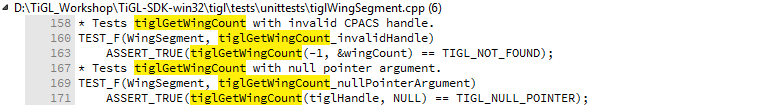 D:\TiGL_Workshop\TiGL-SDK-win32\tigl\tests\unittests\tiglWingSegment.cpp (6)
158 * Tests tiglGetWingCount with invalid CPACS handle.
160 TEST_F(WingSegment, tiglGetWingCount_invalidHandle)
163 ASSERT_TRUE(tiglGetWingCount(-1, &wingCount) == TIGL_NOT_FOUND);
167 * Tests tiglGetWingCount with null pointer argument.
169 TEST_F(WingSegment, tiglGetWingCount_nullPointerArgument)
171 ASSERT_TRUE(tiglGetWingCount(tiglHandle, NULL) == TIGL_NULL_POINTER);